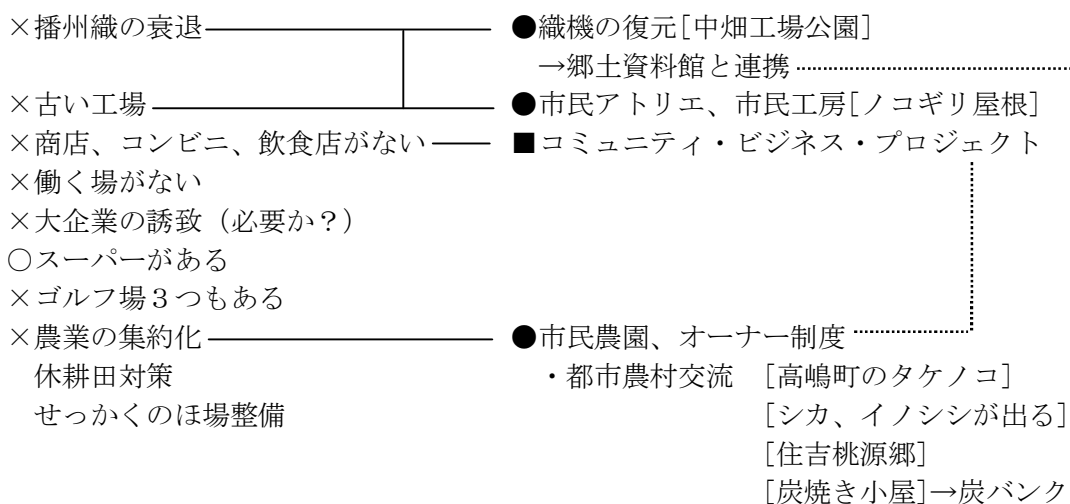 ×播州織の衰退 ●織機の復元[中畑工場公園]
→郷土資料館と連携
×古い工場 ●市民アトリエ、市民工房[ノコギリ屋根]
×商店、コンビニ、飲食店がない ■コミュニティ・ビジネス・プロジェクト
×働く場がない
×大企業の誘致（必要か？）
○スーパーがある
×ゴルフ場３つもある
×農業の集約化 ●市民農園、オーナー制度
休耕田対策 ・都市農村交流 [高嶋町のタケノコ]
せっかくのほ場整備 [シカ、イノシシが出る]
[住吉桃源郷]
[炭焼き小屋]→炭バンク